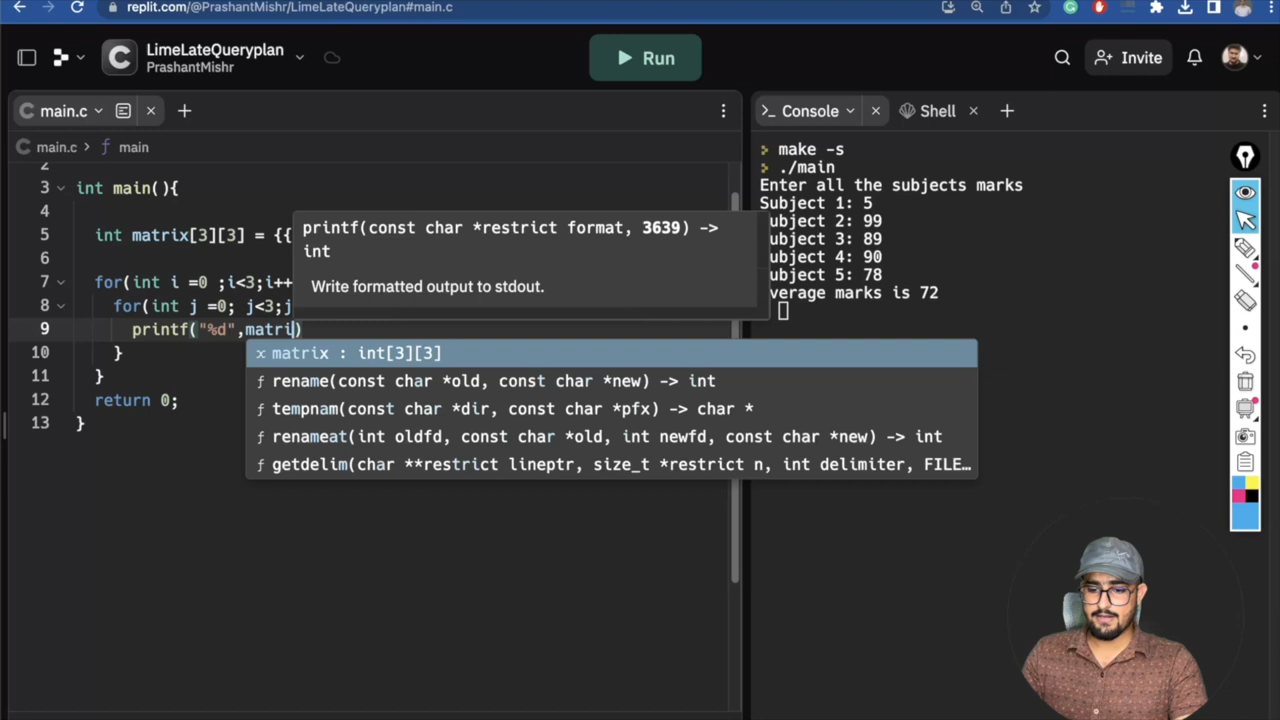 replit.com/@PrashantMishr/LimeLateQueryplan#main.c
LimeLateQueryplan
PrashantMishr
Run
Invite
main.c
main.c > ƒ main
2
3 int main(){
4
5 int matrix[3][3] = {{
6
7 for(int i =0 ;i<3;i++
8 for(int j =0; j<3;j
9 printf("%d",matri)
10 }
11 }
12 return 0;
13 }
printf(const char *restrict format, 3639) ->
int
Write formatted output to stdout.
x matrix : int[3][3]
ƒ rename(const char *old, const char *new) -> int
ƒ tempnam(const char *dir, const char *pfx) -> char *
ƒ renameat(int oldfd, const char *old, int newfd, const char *new) -> int
ƒ getdelim(char **restrict lineptr, size_t *restrict n, int delimiter, FILE…
>_ Console
Shell
> make -s
> ./main
Enter all the subjects marks
Subject 1: 5
ubject 2: 99
ubject 3: 89
ubject 4: 90
ubject 5: 78
verage marks is 72